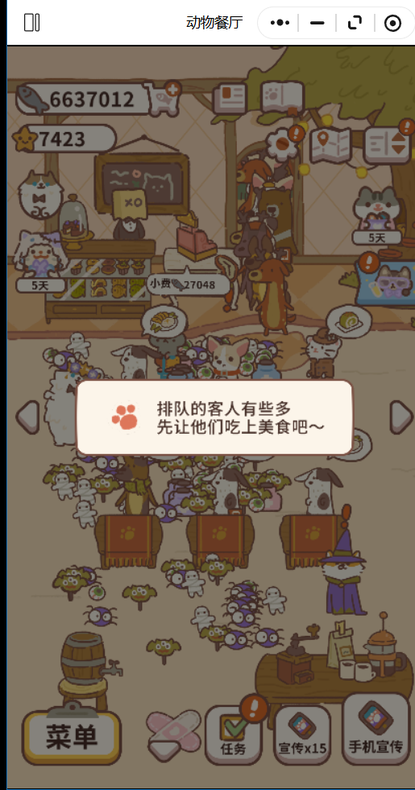 动物餐厅
6637012
7423
XO
5天
5天
小费 27048
排队的客人有些多
先让他们吃上美食吧～
菜单
任务
宣传x15
手机宣传